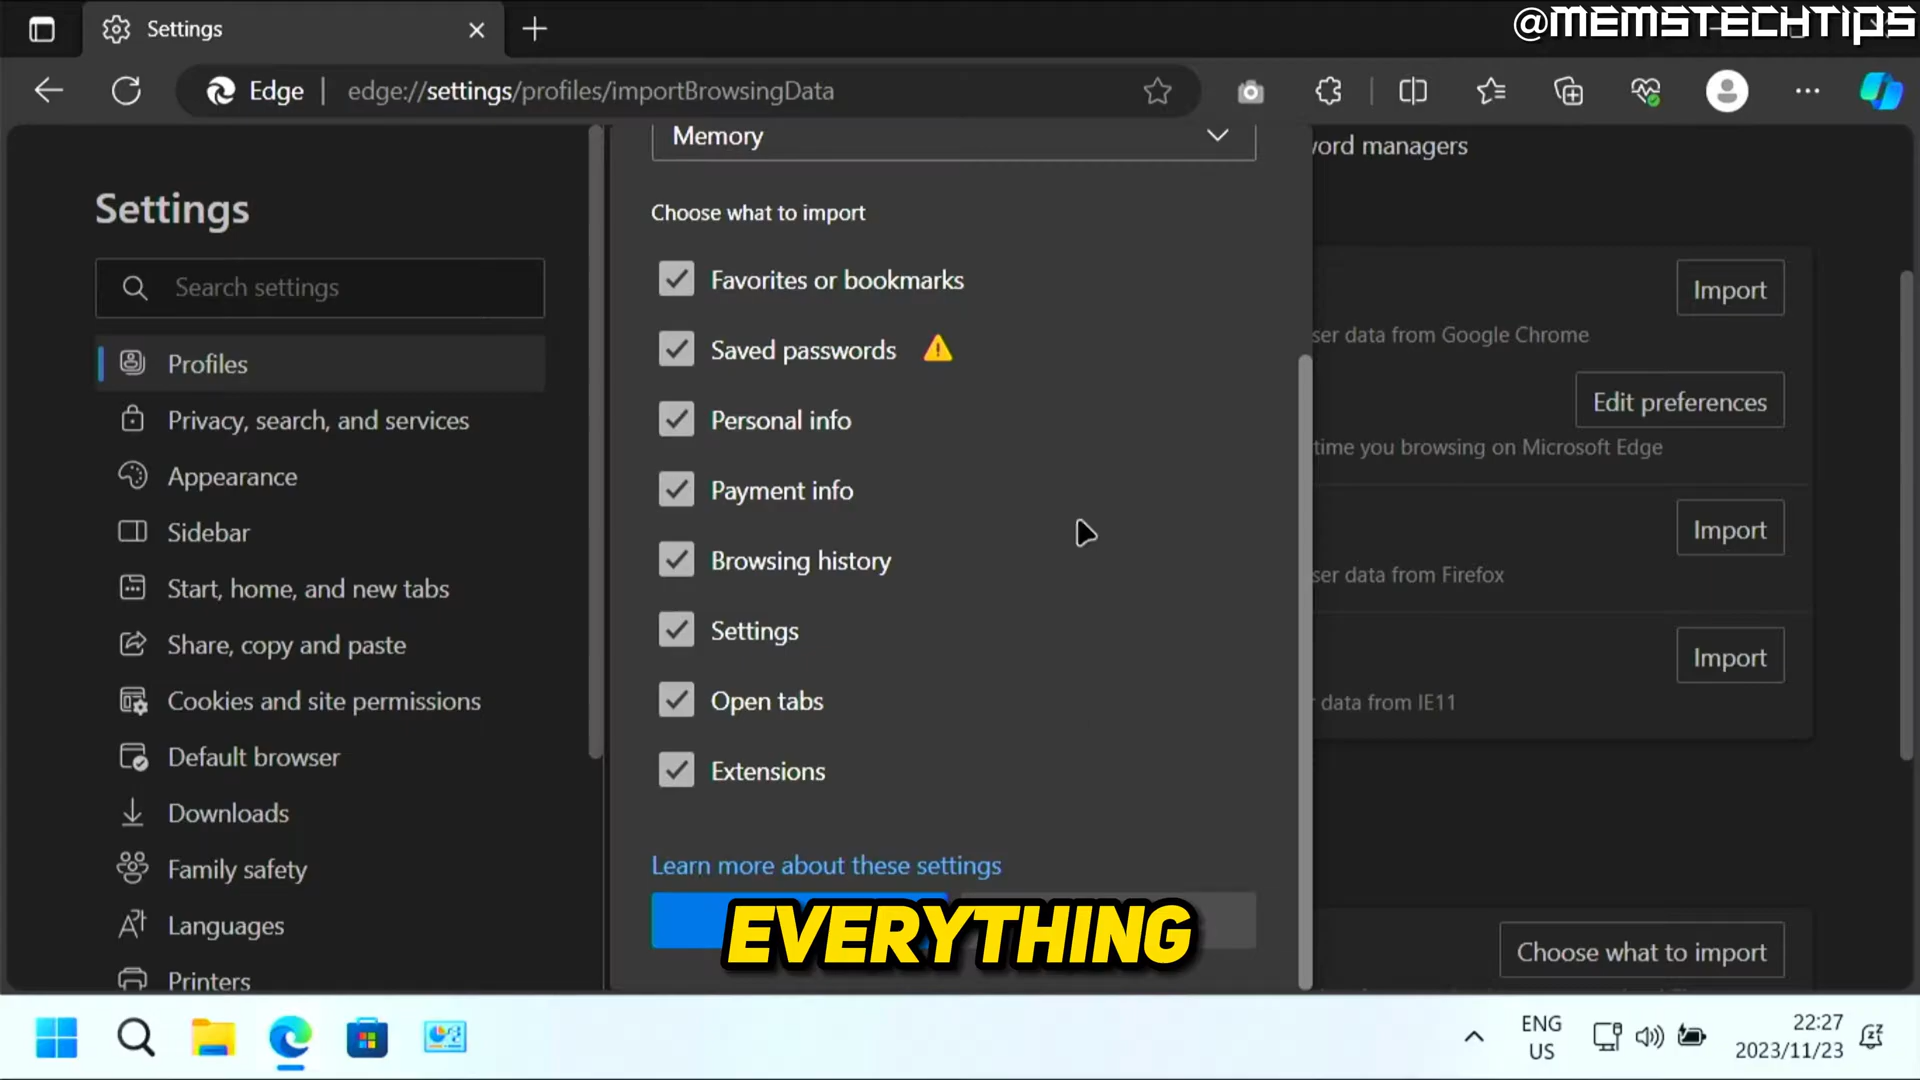 @MEMSTECHTIPS
Settings
Edge
edge://settings/profiles/importBrowsingData
Settings
Search settings
Profiles
Privacy, search, and services
Appearance
Sidebar
Start, home, and new tabs
Share, copy and paste
Cookies and site permissions
Default browser
Downloads
Family safety
Languages
Printers
Memory
Choose what to import
Favorites or bookmarks
Saved passwords
Personal info
Payment info
Browsing history
Settings
Open tabs
Extensions
Learn more about these settings
EVERYTHING
word managers
Import
ser data from Google Chrome
Edit preferences
time you browsing on Microsoft Edge
Import
ser data from Firefox
Import
data from IE11
Choose what to import
ENG
US
22:27
2023/11/23